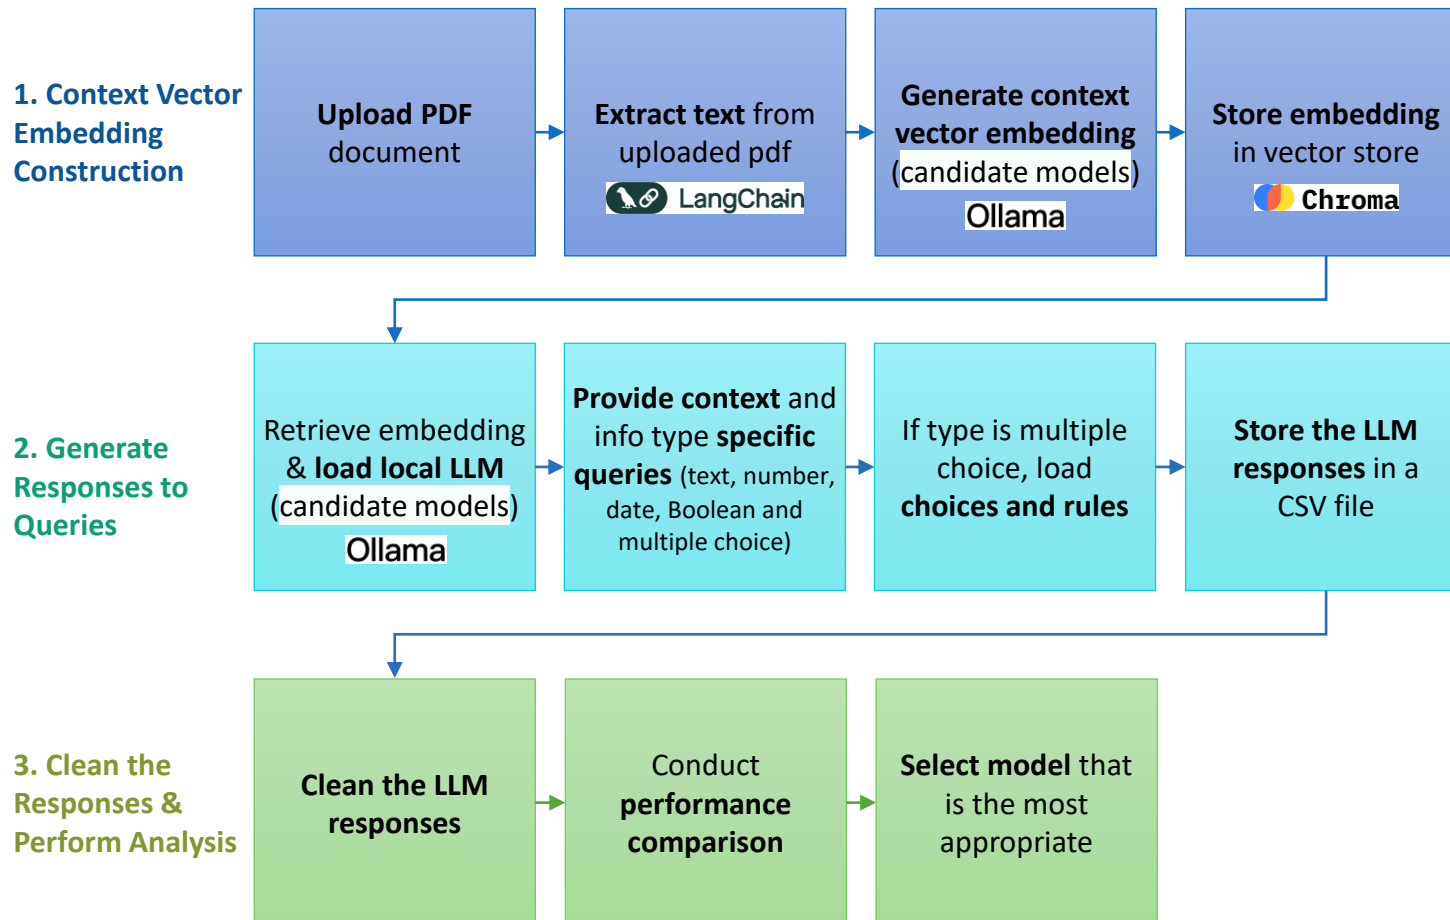 1. Context Vector
Embedding
Construction
Upload PDF
document
Extract text from
uploaded pdf
LangChain
Generate context
vector embedding
(candidate models)
Ollama
Store embedding
in vector store
Chroma
2. Generate
Responses to
Queries
Retrieve embedding
& load local LLM
(candidate models)
Ollama
Provide context and
info type specific
queries (text, number,
date, Boolean and
multiple choice)
If type is multiple
choice, load
choices and rules
Store the LLM
responses in a
CSV file
3. Clean the
Responses &
Perform Analysis
Clean the LLM
responses
Conduct
performance
comparison
Select model that
is the most
appropriate